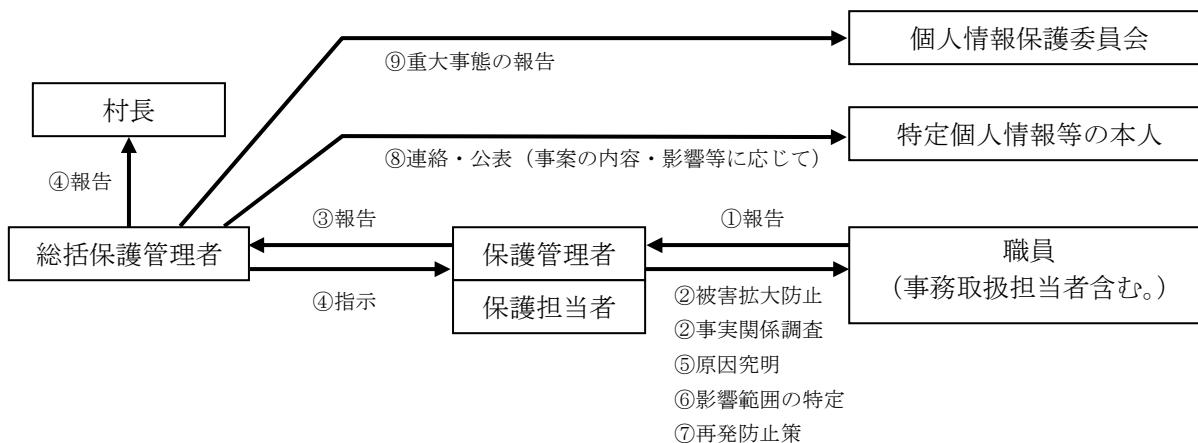 個人情報保護委員会
⑨重大事態の報告
村長
特定個人情報等の本人
⑧連絡・公表（事案の内容・影響等に応じて）
④報告
③報告
①報告
総括保護管理者
保護管理者
職員
（事務取扱担当者含む。）
④指示
保護担当者
②被害拡大防止
②事実関係調査
⑤原因究明
⑥影響範囲の特定
⑦再発防止策